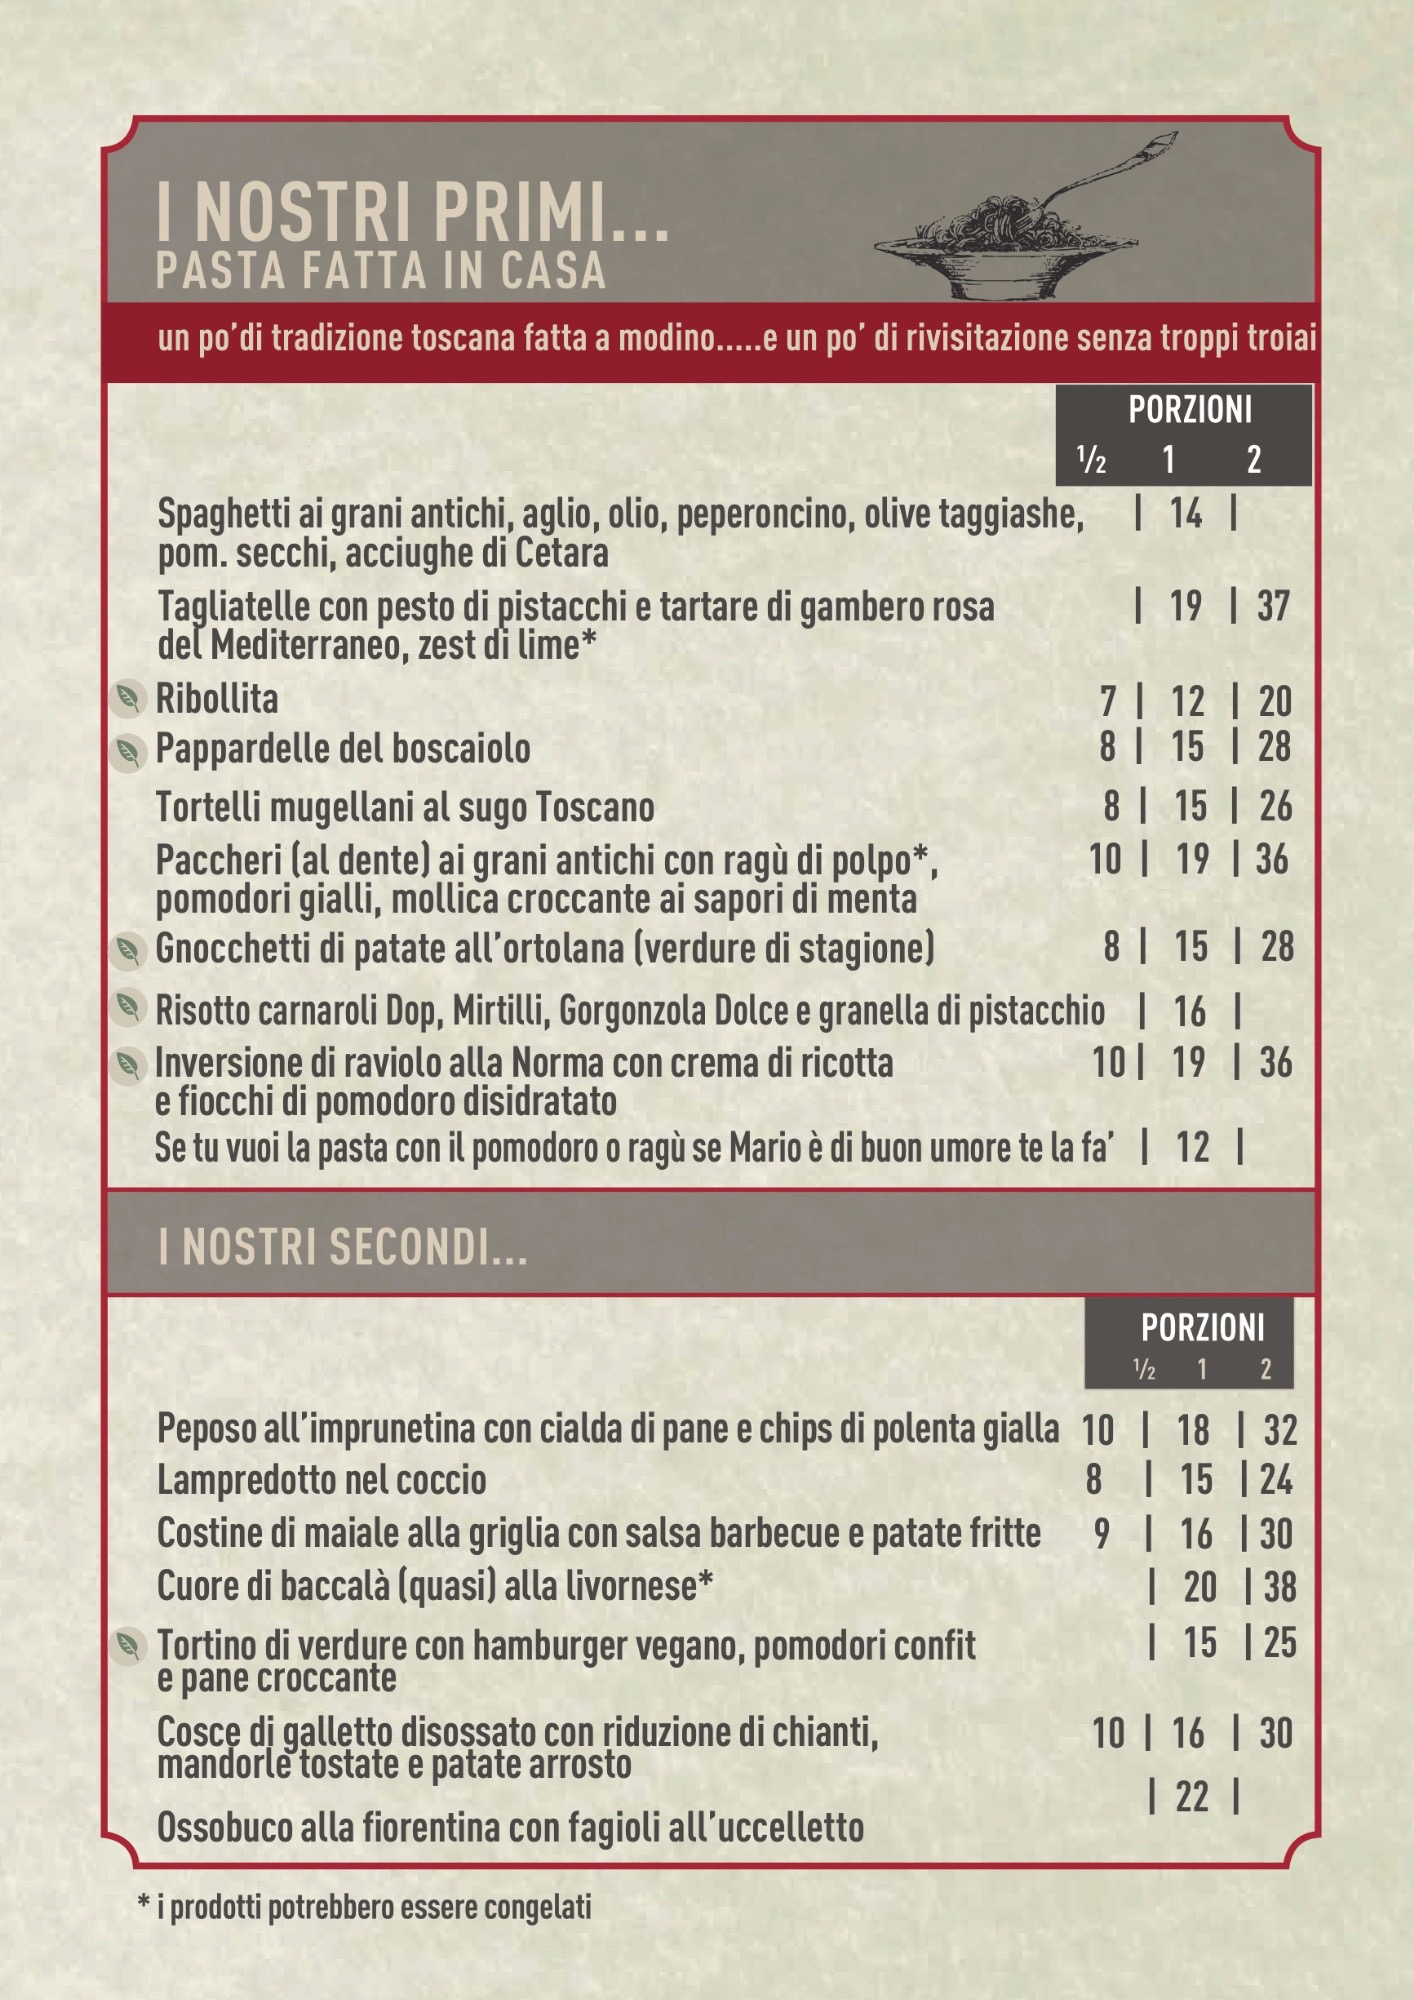 I NOSTRI PRIMI...
PASTA FATTA IN CASA
un po'di tradizione toscana fatta a modino.....e un po' di rivisitazione senza troppi troiai
PORZIONI
½ 1 2
Spaghetti ai grani antichi, aglio, olio, peperoncino, olive taggiashe, | 14 |
pom. secchi, acciughe di Cetara
Tagliatelle con pesto di pistacchi e tartare di gambero rosa | 19 | 37
del Mediterraneo, zest di lime*
Ribollita 7 | 12 | 20
Pappardelle del boscaiolo 8 | 15 | 28
Tortelli mugellani al sugo Toscano 8 | 15 | 26
Paccheri (al dente) ai grani antichi con ragù di polpo*, 10 | 19 | 36
pomodori gialli, mollica croccante ai sapori di menta
Gnocchetti di patate all'ortolana (verdure di stagione) 8 | 15 | 28
Risotto carnaroli Dop, Mirtilli, Gorgonzola Dolce e granella di pistacchio | 16 |
Inversione di raviolo alla Norma con crema di ricotta 10 | 19 | 36
e fiocchi di pomodoro disidratato
Se tu vuoi la pasta con il pomodoro o ragù se Mario è di buon umore te la fa' | 12 |
I NOSTRI SECONDI...
PORZIONI
½ 1 2
Peposo all'imprunetina con cialda di pane e chips di polenta gialla 10 | 18 | 32
Lampredotto nel coccio 8 | 15 | 24
Costine di maiale alla griglia con salsa barbecue e patate fritte 9 | 16 | 30
Cuore di baccalà (quasi) alla livornese* | 20 | 38
Tortino di verdure con hamburger vegano, pomodori confit | 15 | 25
e pane croccante
Cosce di galletto disossato con riduzione di chianti, 10 | 16 | 30
mandorle tostate e patate arrosto
| 22 |
Ossobuco alla fiorentina con fagioli all'uccelletto
* i prodotti potrebbero essere congelati